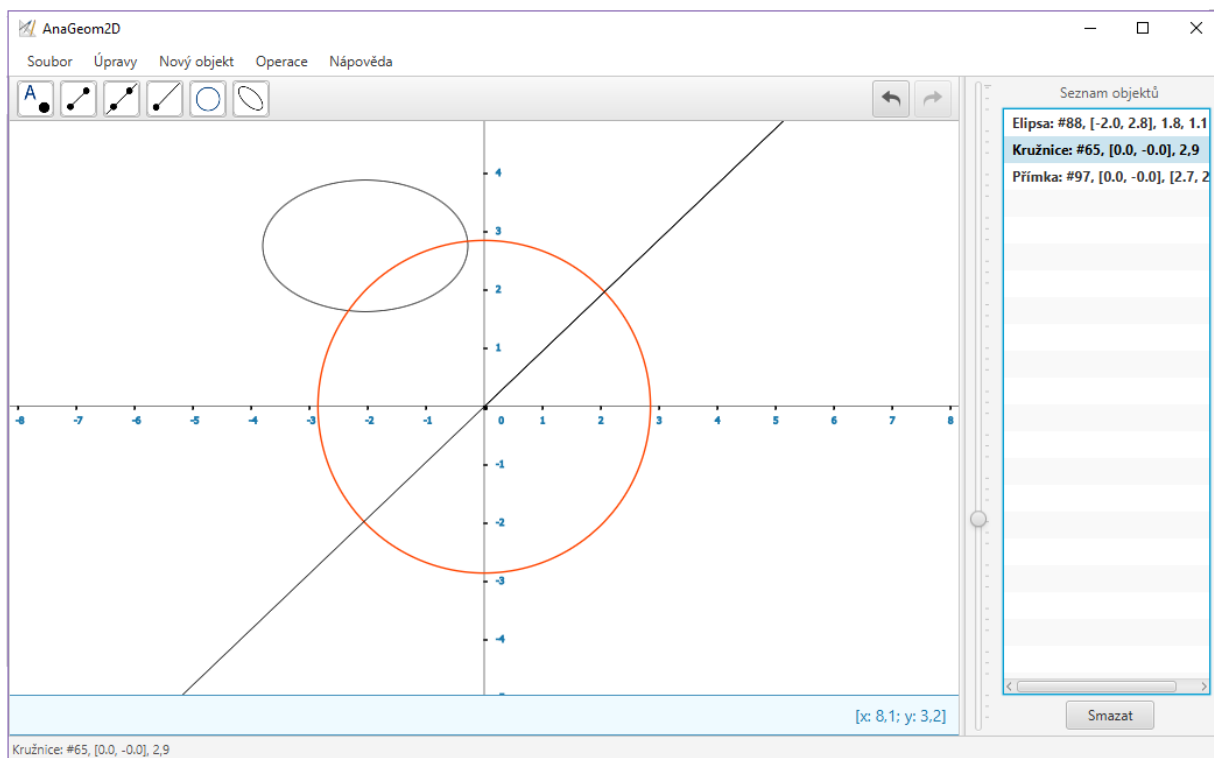 AnaGeom2D
Soubor Úpravy Nový objekt Operace Nápověda
A
Seznam objektů
Elipsa: #88, [-2.0, 2.8], 1.8, 1.1
Kružnice: #65, [0.0, -0.0], 2,9
Přímka: #97, [0.0, -0.0], [2.7, 2
4
3
2
1
-8 -7 -6 -5 -4 -3 -2 -1 0 1 2 3 4 5 6 7 8
-1
-2
-3
-4
[x: 8,1; y: 3,2]
Smazat
Kružnice: #65, [0.0, -0.0], 2,9